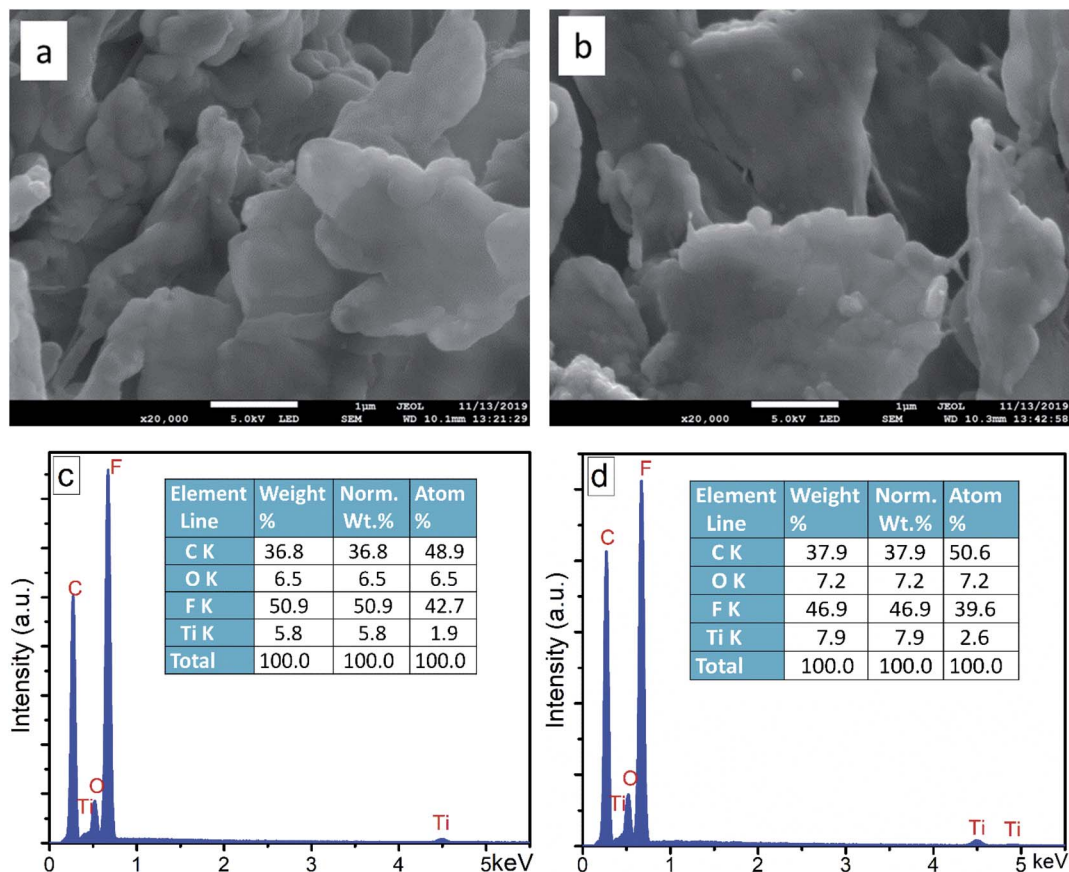 a
x20,000 5.0kV LED 1μm JEOL 11/13/2019
SEM WD 10.1mm 13:21:29
b
x20,000 5.0kV LED 1μm JEOL 11/13/2019
SEM WD 10.3mm 13:42:58
c
F
C
Ti
O
Ti
Element Line Weight % Norm. Wt.% Atom %
C K 36.8 36.8 48.9
O K 6.5 6.5 6.5
F K 50.9 50.9 42.7
Ti K 5.8 5.8 1.9
Total 100.0 100.0 100.0
Intensity (a.u.)
0 1 2 3 4 5keV
d
F
C
Ti
O
Ti Ti
Element Line Weight % Norm. Wt.% Atom %
C K 37.9 37.9 50.6
O K 7.2 7.2 7.2
F K 46.9 46.9 39.6
Ti K 7.9 7.9 2.6
Total 100.0 100.0 100.0
Intensity (a.u.)
0 1 2 3 4 5 keV